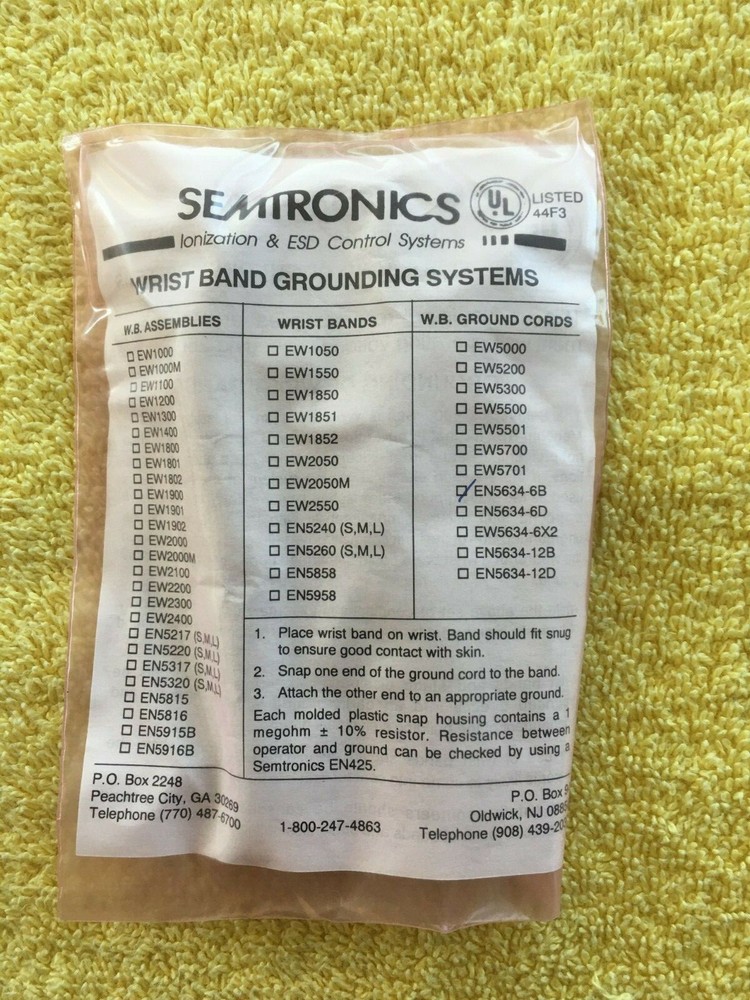 SEMTRONICS
UL LISTED
44F3
Ionization & ESD Control Systems
WRIST BAND GROUNDING SYSTEMS
W.B. ASSEMBLIES
EW1000
EW1000M
EW1100
EW1200
EW1300
EW1400
EW1800
EW1801
EW1802
EW1900
EW1901
EW1902
EW2000
EW2000M
EW2100
EW2200
EW2300
EW2400
EN5217 (S,M,L)
EN5220 (S,M,L)
EN5317 (S,M,L)
EN5320 (S,M,L)
EN5815
EN5816
EN5915B
EN5916B
WRIST BANDS
EW1050
EW1550
EW1850
EW1851
EW1852
EW2050
EW2050M
EW2550
EN5240 (S,M,L)
EN5260 (S,M,L)
EN5858
EN5958
W.B. GROUND CORDS
EW5000
EW5200
EW5300
EW5500
EW5501
EW5700
EW5701
EN5634-6B
EN5634-6D
EW5634-6X2
EN5634-12B
EN5634-12D
1. Place wrist band on wrist. Band should fit snug
to ensure good contact with skin.
2. Snap one end of the ground cord to the band.
3. Attach the other end to an appropriate ground.
Each molded plastic snap housing contains a 1
megohm ± 10% resistor. Resistance between
operator and ground can be checked by using a
Semtronics EN425.
P.O. Box 2248
Peachtree City, GA 30269
Telephone (770) 487-6700
1-800-247-4863
P.O. Box
Oldwick, NJ
Telephone (908)